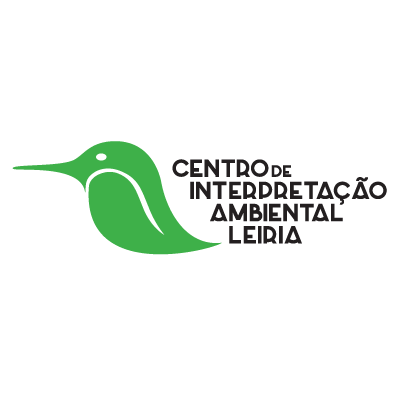 CENTRO DE
INTERPRETAÇÃO
AMBIENTAL
LEIRIA